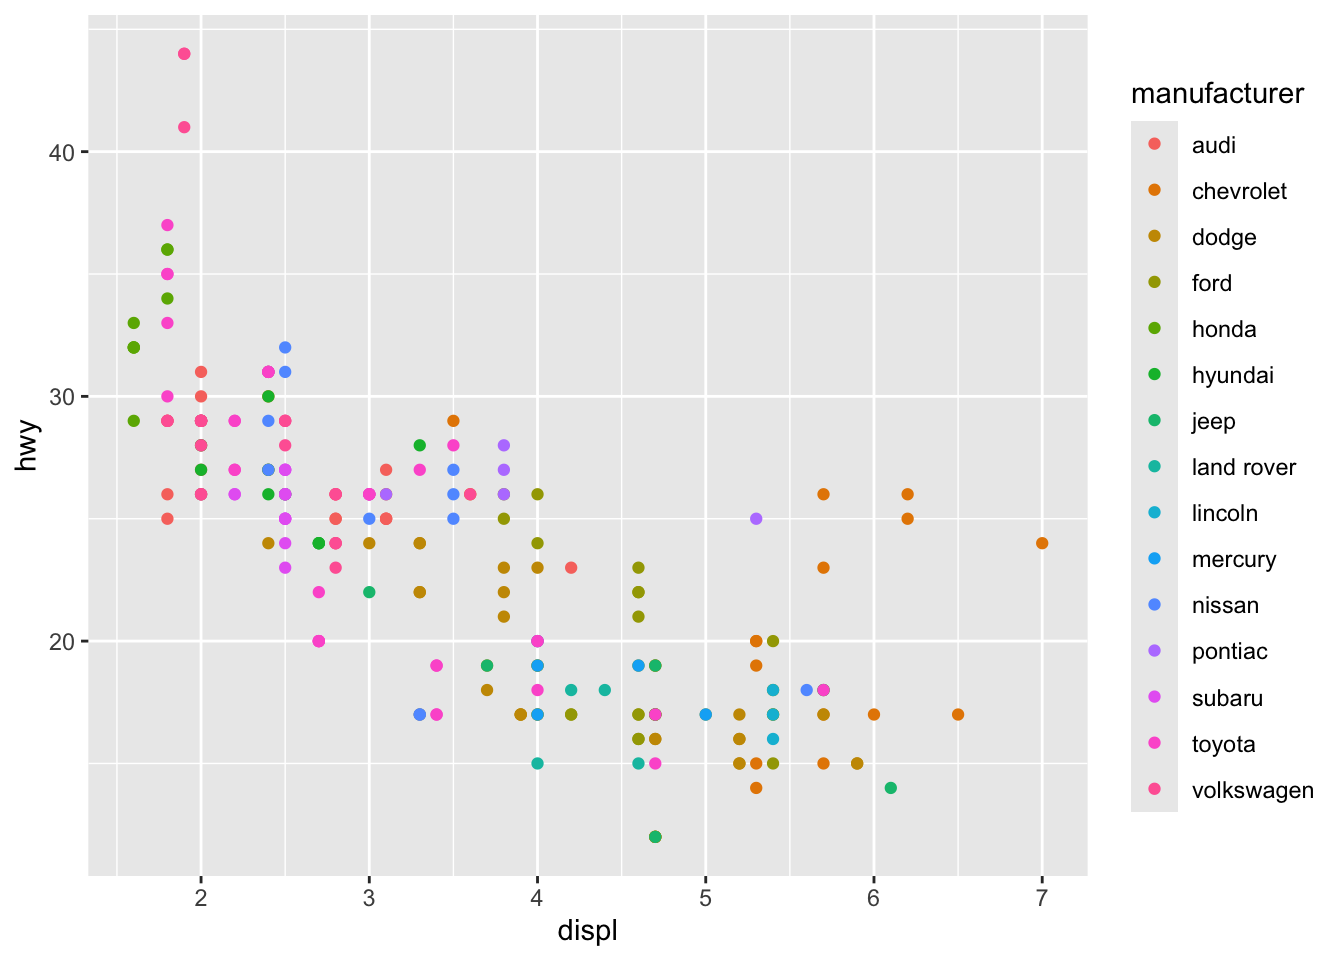 manufacturer
audi
chevrolet
dodge
ford
honda
hyundai
jeep
land rover
lincoln
mercury
nissan
pontiac
subaru
toyota
volkswagen
40
30
20
hwy
2 3 4 5 6 7
displ